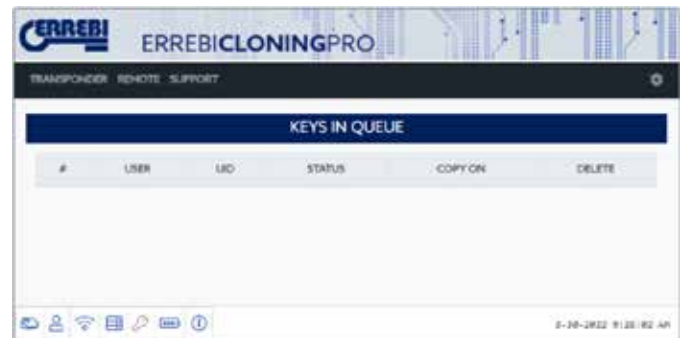 ERREBI
ERREBICLONINGPRO
TRANSPONDER REMOTE SUPPORT
KEYS IN QUEUE
# USER UID STATUS COPY ON DELETE